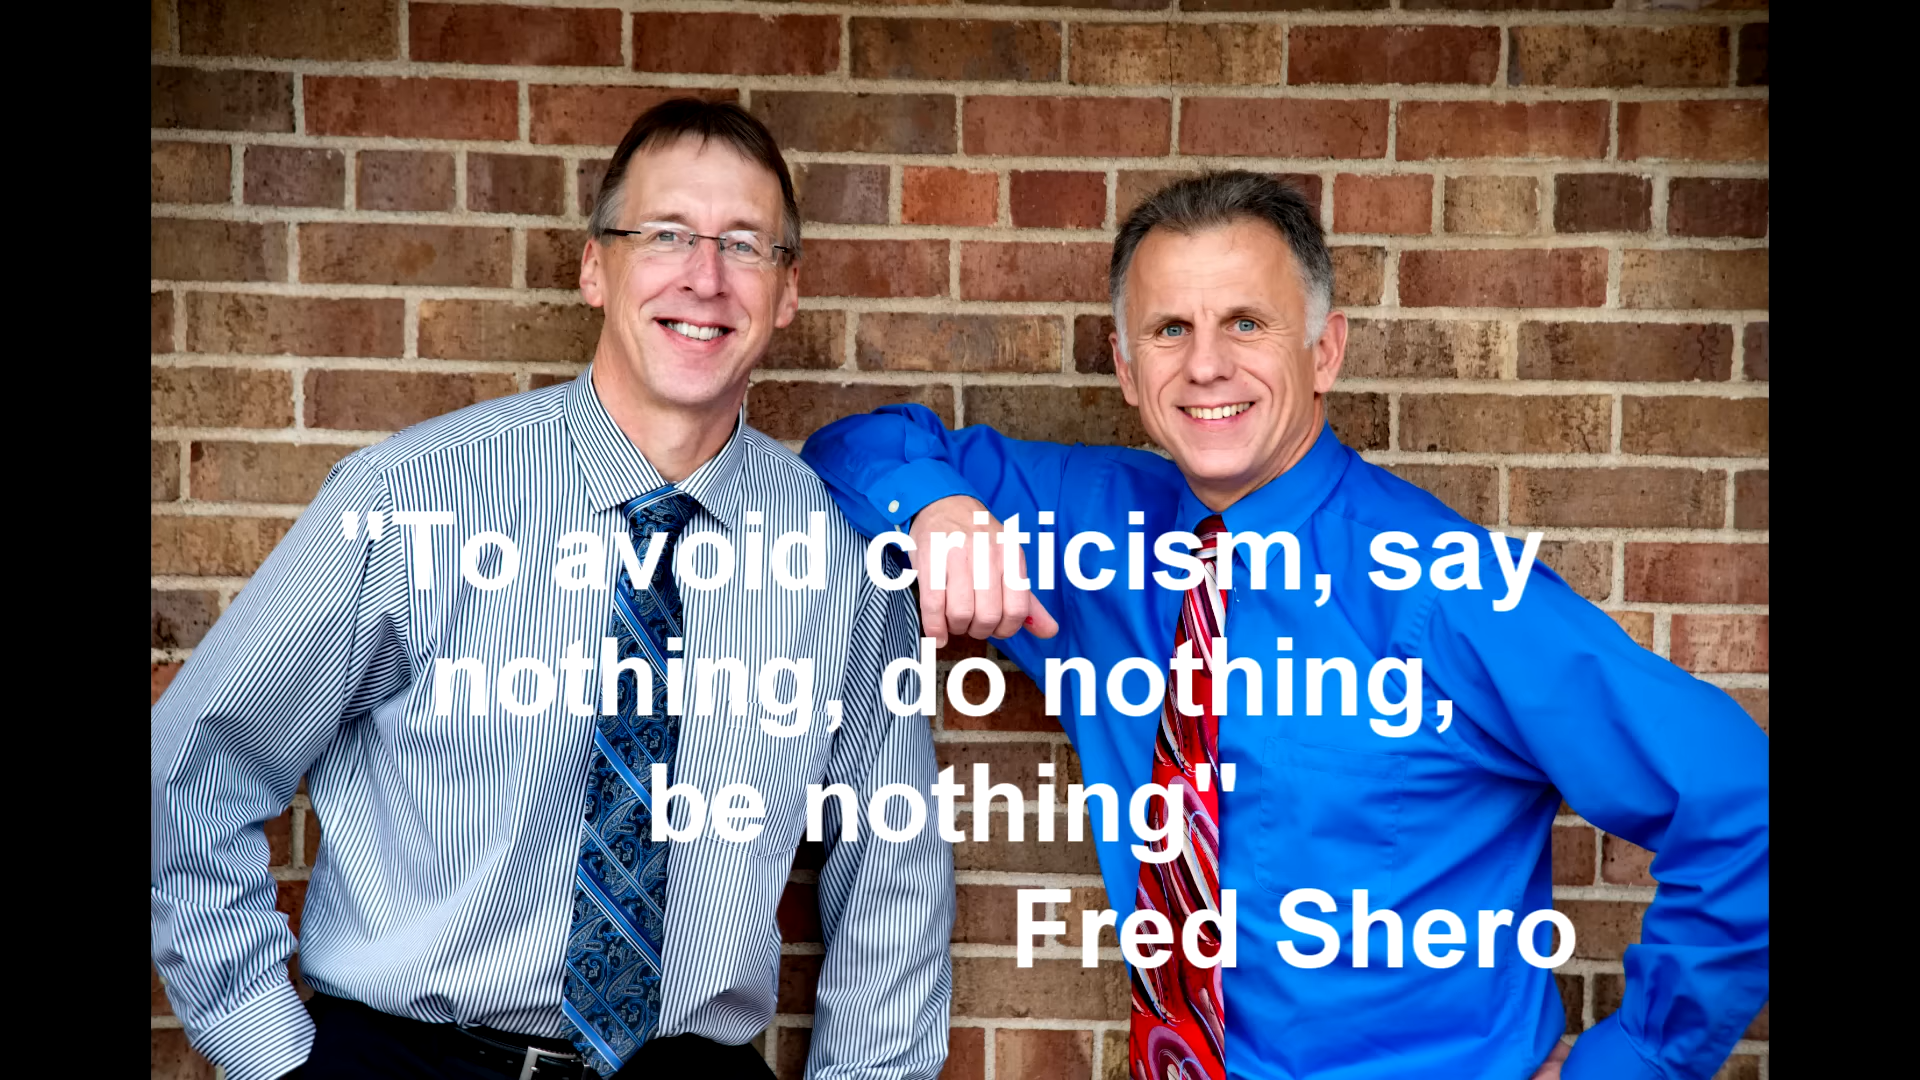 "To avoid criticism, say
nothing, do nothing,
be nothing"
Fred Shero